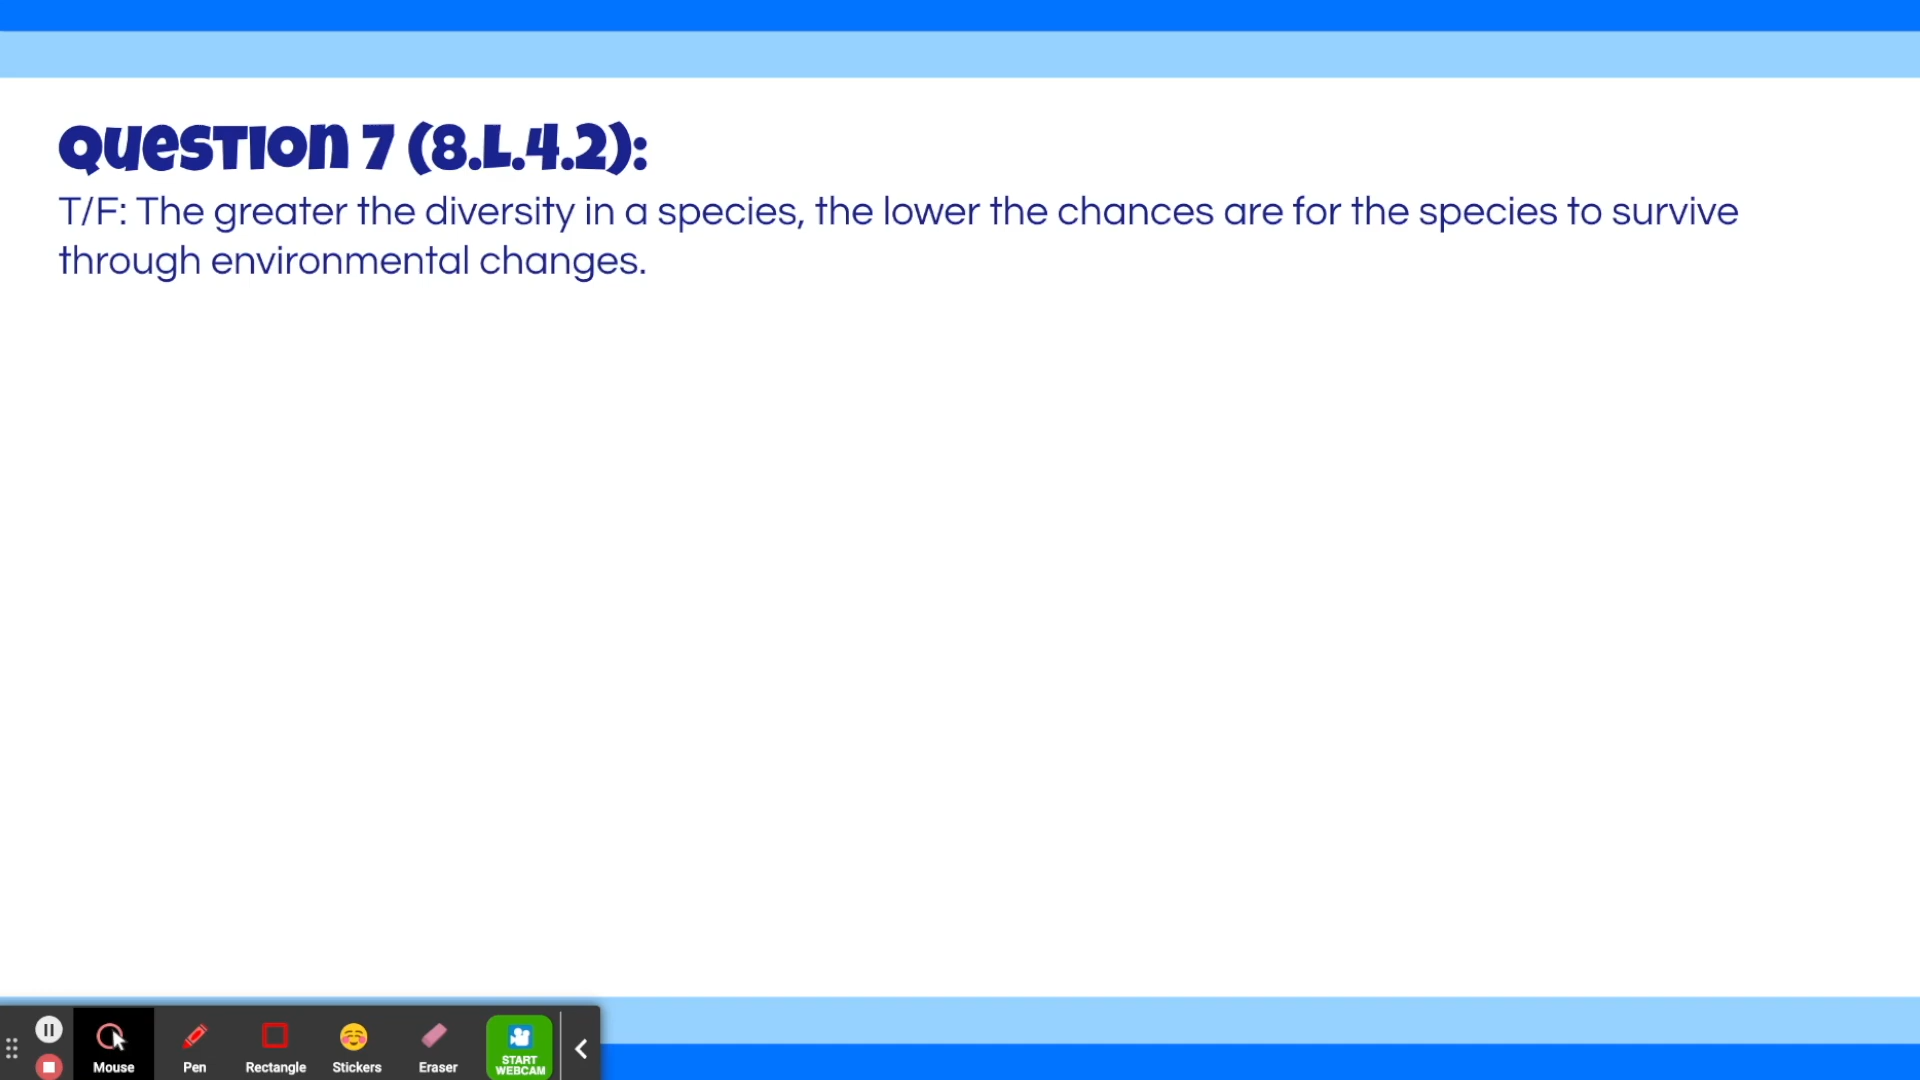 Question 7 (8.L.4.2):
T/F: The greater the diversity in a species, the lower the chances are for the species to survive
through environmental changes.
Mouse
Pen
Rectangle
Stickers
Eraser
START
WEBCAM